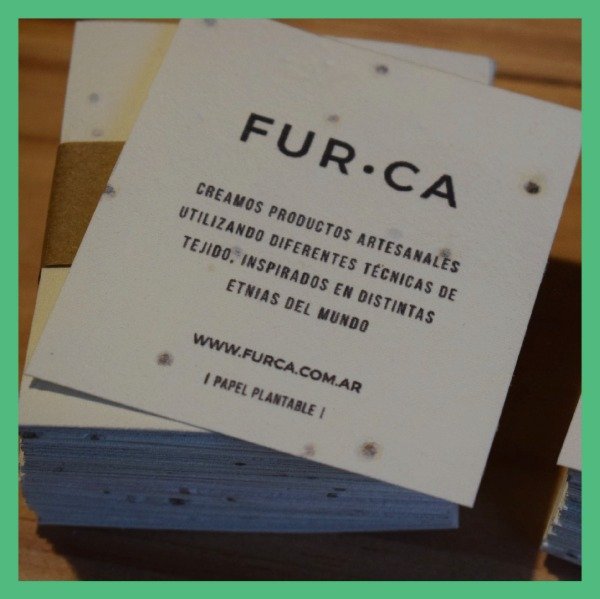 FUR•CA
CREAMOS PRODUCTOS ARTESANALES
UTILIZANDO DIFERENTES TÉCNICAS DE
TEJIDO, INSPIRADOS EN DISTINTAS
ETNIAS DEL MUNDO
WWW.FURCA.COM.AR
| PAPEL PLANTABLE |